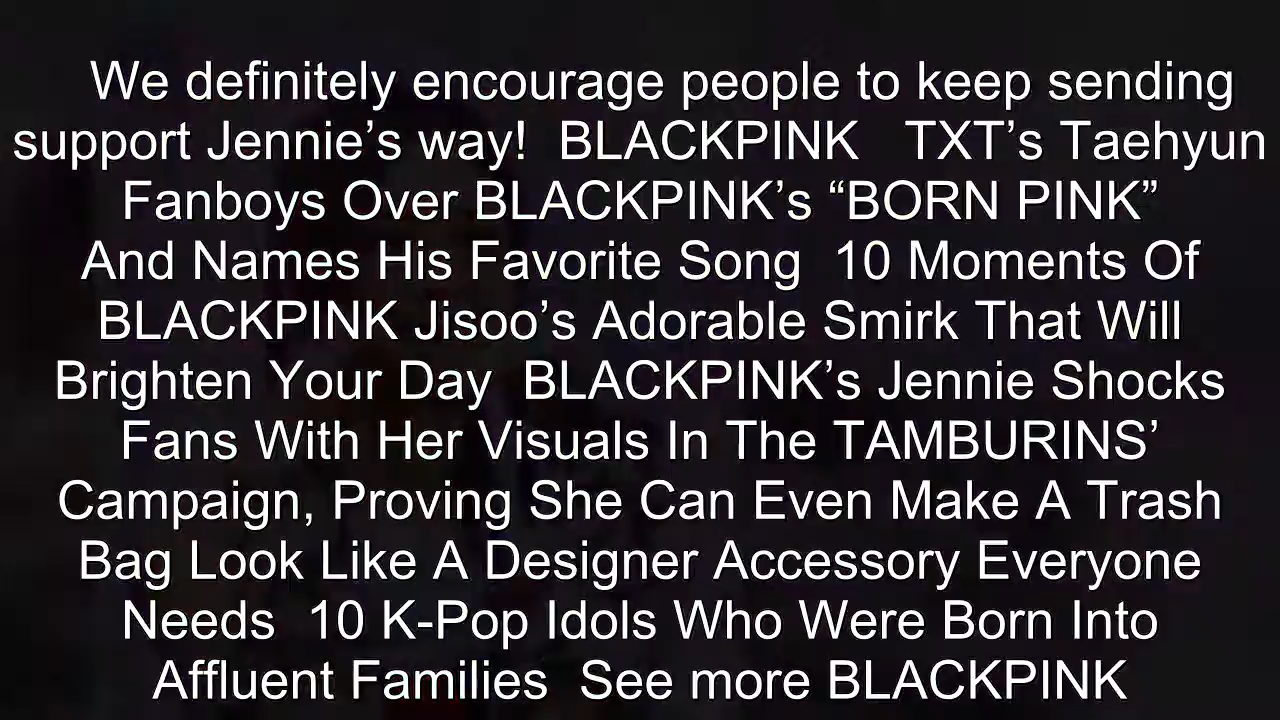 We definitely encourage people to keep sending
support Jennie’s way!  BLACKPINK   TXT’s Taehyun
Fanboys Over BLACKPINK’s “BORN PINK”
And Names His Favorite Song  10 Moments Of
BLACKPINK Jisoo’s Adorable Smirk That Will
Brighten Your Day  BLACKPINK’s Jennie Shocks
Fans With Her Visuals In The TAMBURINS’
Campaign, Proving She Can Even Make A Trash
Bag Look Like A Designer Accessory Everyone
Needs  10 K-Pop Idols Who Were Born Into
Affluent Families  See more BLACKPINK